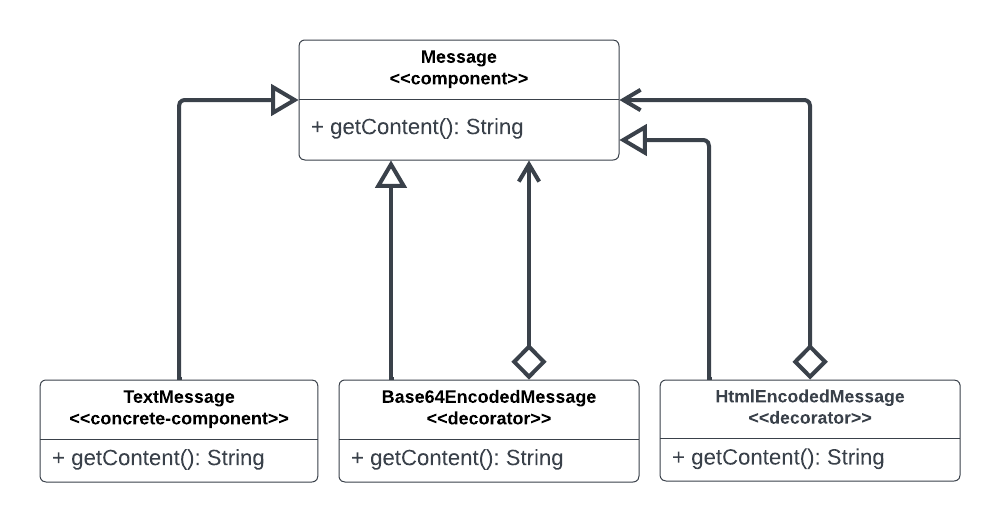 Message
<<component>>
+ getContent(): String
TextMessage
<<concrete-component>>
+ getContent(): String
Base64EncodedMessage
<<decorator>>
+ getContent(): String
HtmlEncodedMessage
<<decorator>>
+ getContent(): String